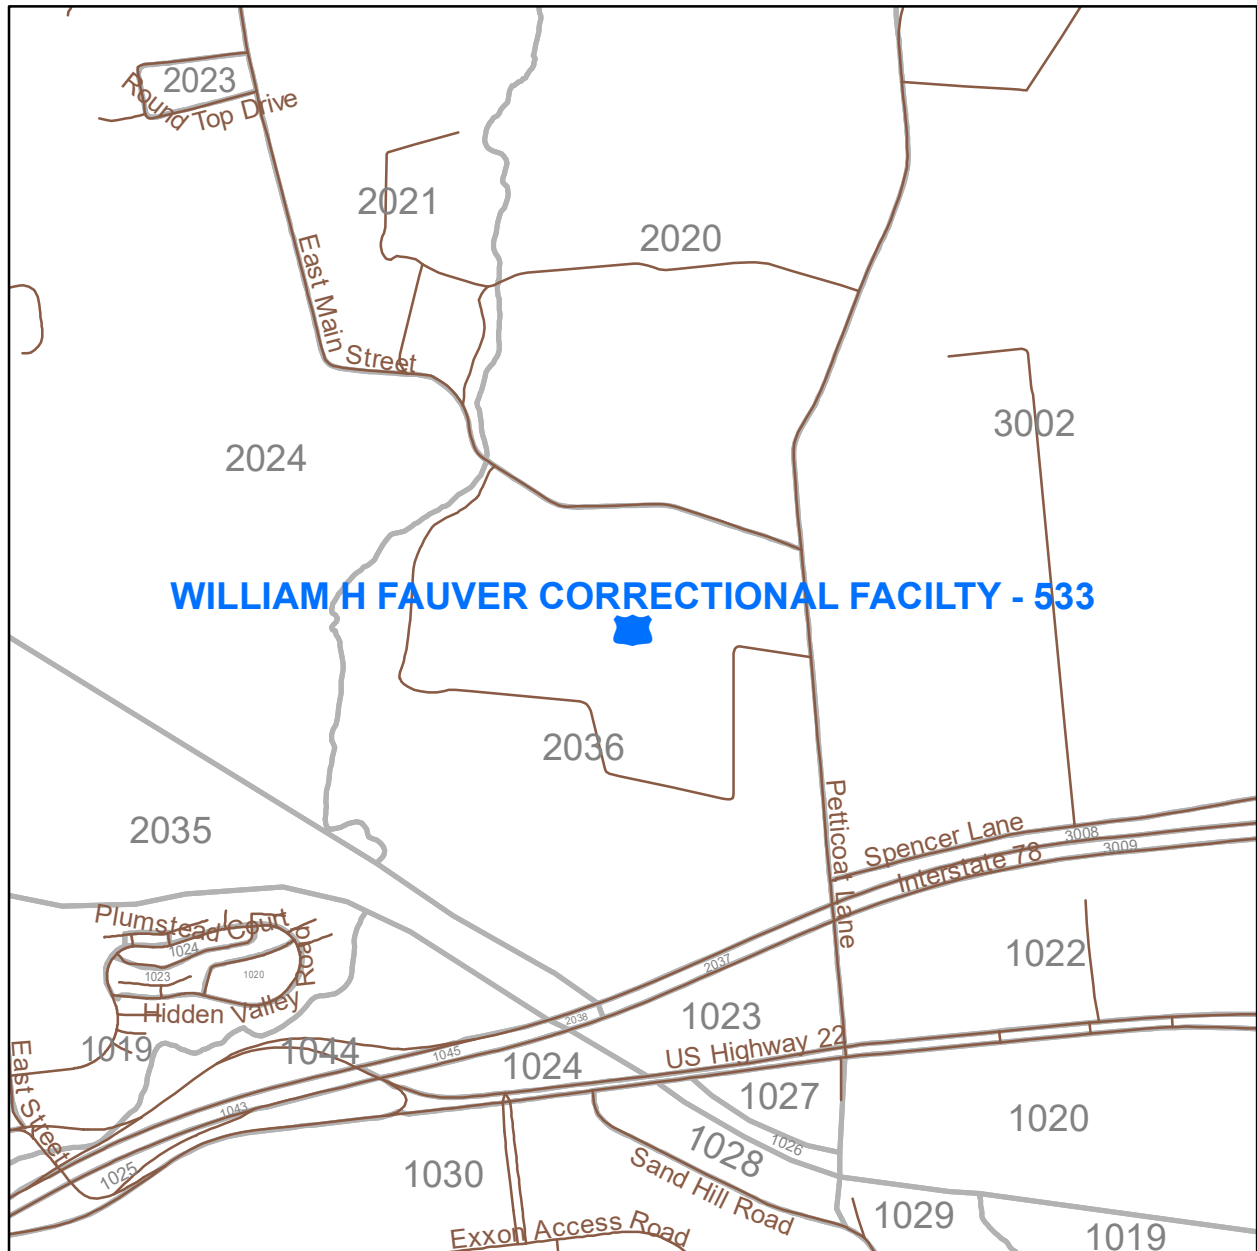 2023
Round Top Drive
2021
2020
East Main Street
3002
2024
WILLIAM H FAUVER CORRECTIONAL FACILTY - 533
2036
Petticoat Lane
2035
Spencer Lane
3008
3009
Interstate 78
Plumstead Court
1024
1023
1020
Hidden Valley Road
2037
1022
2038
1023
US Highway 22
1019
1044
1045
1024
1027
East Street
1043
1020
1026
1028
1025
1030
Sand Hill Road
1029
Exxon Access Road
1019